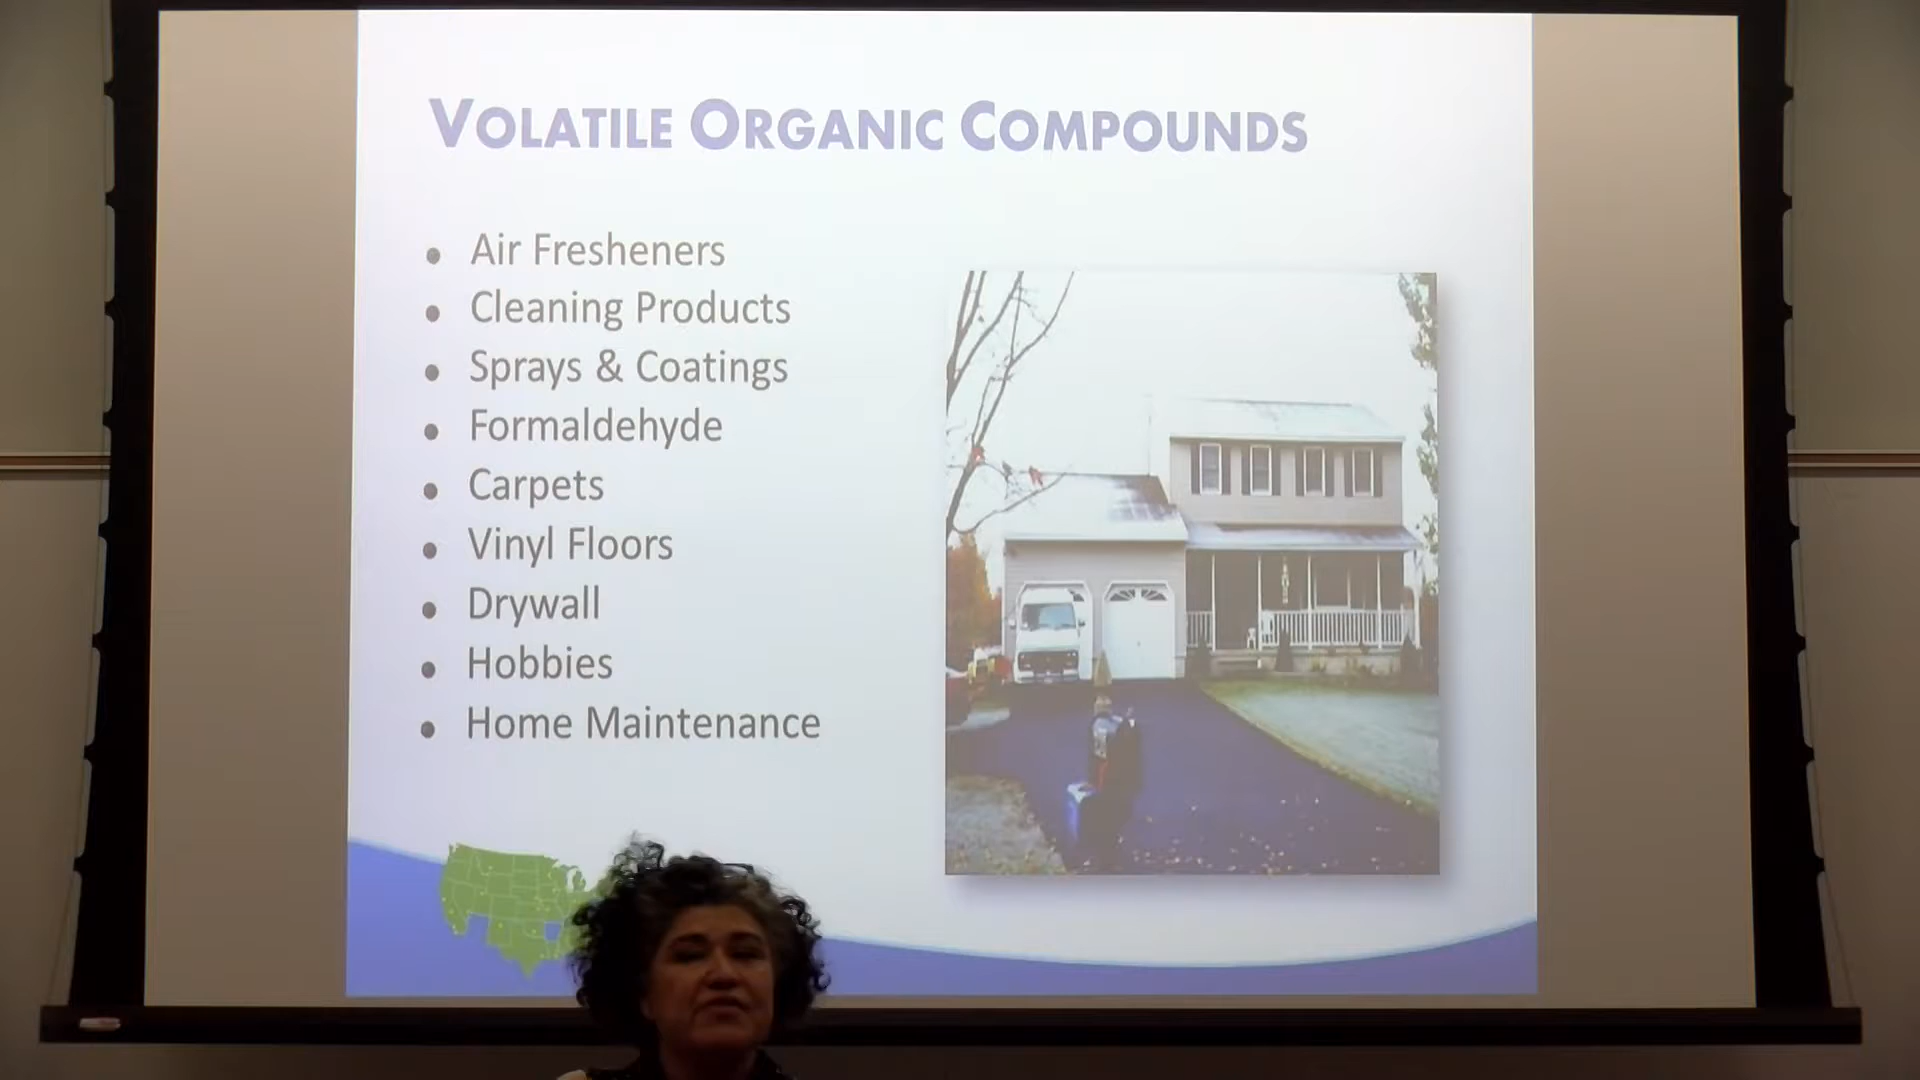 VOLATILE ORGANIC COMPOUNDS
Air Fresheners
Cleaning Products
Sprays & Coatings
Formaldehyde
Carpets
Vinyl Floors
Drywall
Hobbies
Home Maintenance